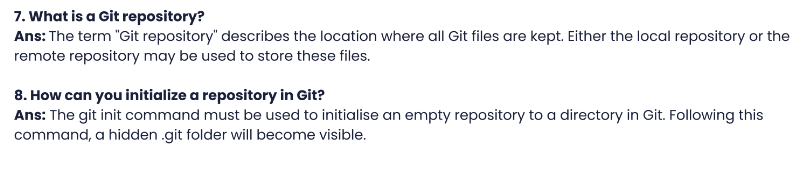 7. What is a Git repository?
Ans: The term "Git repository" describes the location where all Git files are kept. Either the local repository or the
remote repository may be used to store these files.
8. How can you initialize a repository in Git?
Ans: The git init command must be used to initialise an empty repository to a directory in Git. Following this
command, a hidden .git folder will become visible.